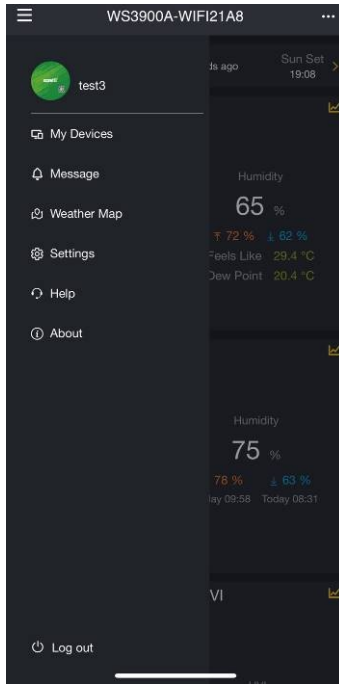 WS3900A-WIFI21A8
test3
My Devices
Message
Weather Map
Settings
Help
About
Log out
ds ago
Sun Set
19:08
Humidity
65 %
72 % 62 %
Feels Like 29.4 °C
Dew Point 20.4 °C
Humidity
75 %
78 % 63 %
ay 09:58 Today 08:31
VI